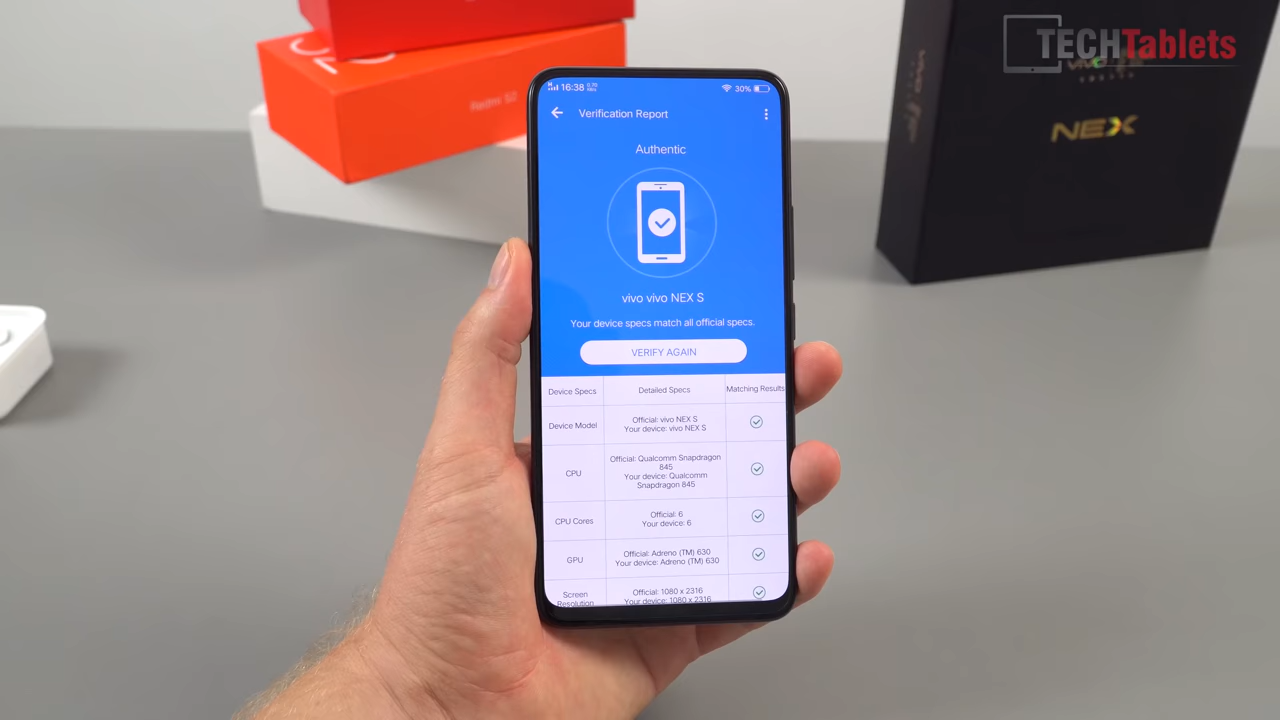 TECHTablets
NEX
Redmi S2
16:38
30%
Verification Report
Authentic
vivo vivo NEX S
Your device specs match all official specs.
VERIFY AGAIN
Device Specs
Detailed Specs
Matching Results
Device Model
Official: vivo NEX S
Your device: vivo NEX S
CPU
Official: Qualcomm Snapdragon
845
Your device: Qualcomm
Snapdragon 845
CPU Cores
Official: 6
Your device: 6
GPU
Official: Adreno (TM) 630
Your device: Adreno (TM) 630
Screen
Resolution
Official: 1080 x 2316
Your device: 1080 x 2316